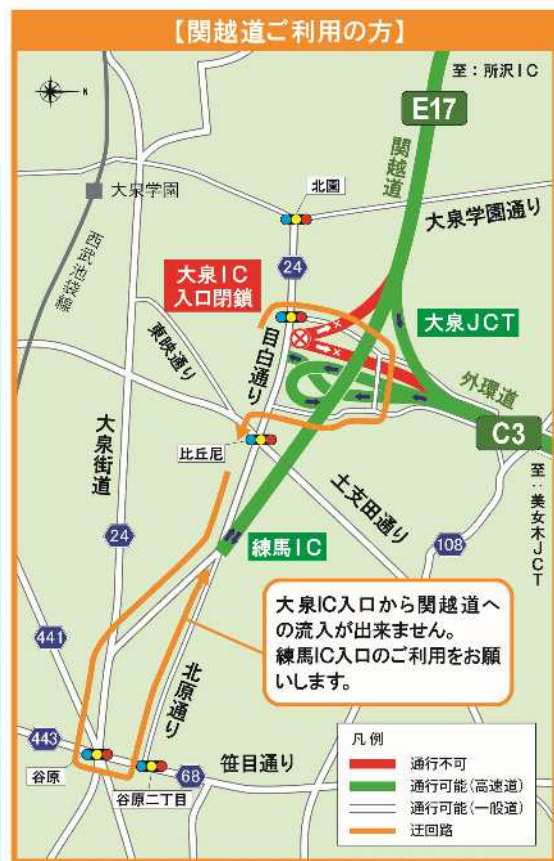 【関越道ご利用の方】
至：所沢IC
E17
N
関越道
大泉学園
北園
大泉学園通り
西武池袋線
24
大泉IC
入口閉鎖
大泉JCT
東映通り
目白通り
外環道
C3
大泉街道
比丘尼
土支田通り
至：美女木JCT
24
練馬IC
108
大泉IC入口から関越道へ
の流入が出来ません。
練馬IC入口のご利用をお願
いします。
441
北原通り
443
谷原
谷原二丁目
68
笹目通り
凡例
通行不可
通行可能(高速道)
通行可能(一般道)
迂回路